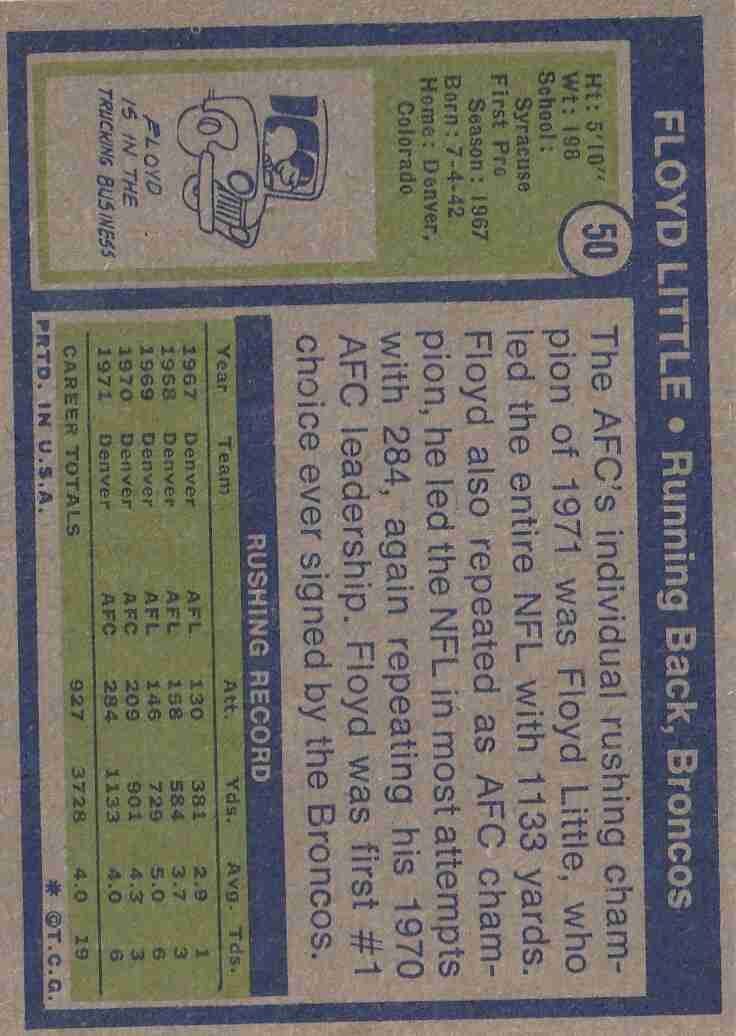 FLOYD LITTLE • Running Back, Broncos
50
Ht: 5'10"
Wt: 198
School:
Syracuse
First Pro
Season: 1967
Born: 7-4-42
Home: Denver,
Colorado
FLOYD
IS IN THE
TRUCKING BUSINESS
The AFC's individual rushing cham-
pion of 1971 was Floyd Little, who
led the entire NFL with 1133 yards.
Floyd also repeated as AFC cham-
pion, he led the NFL in most attempts
with 284, again repeating his 1970
AFC leadership. Floyd was first #1
choice ever signed by the Broncos.
RUSHING RECORD
Year Team Att. Yds. Avg. Tds.
1967 Denver AFL 130 381 2.9 1
1968 Denver AFL 158 584 3.7 3
1969 Denver AFL 146 729 5.0 6
1970 Denver AFC 209 901 4.3 3
1971 Denver AFC 284 1133 4.0 6
CAREER TOTALS 927 3728 4.0 19
PRTD. IN U.S.A. * ©T.C.G.